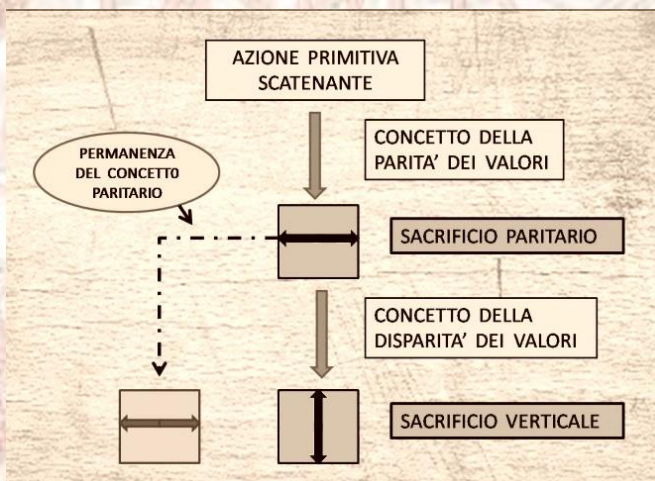 AZIONE PRIMITIVA
SCATENANTE
CONCETTO DELLA
PARITA' DEI VALORI
PERMANENZA
DEL CONCETTO
PARITARIO
SACRIFICIO PARITARIO
CONCETTO DELLA
DISPARITA' DEI VALORI
SACRIFICIO VERTICALE